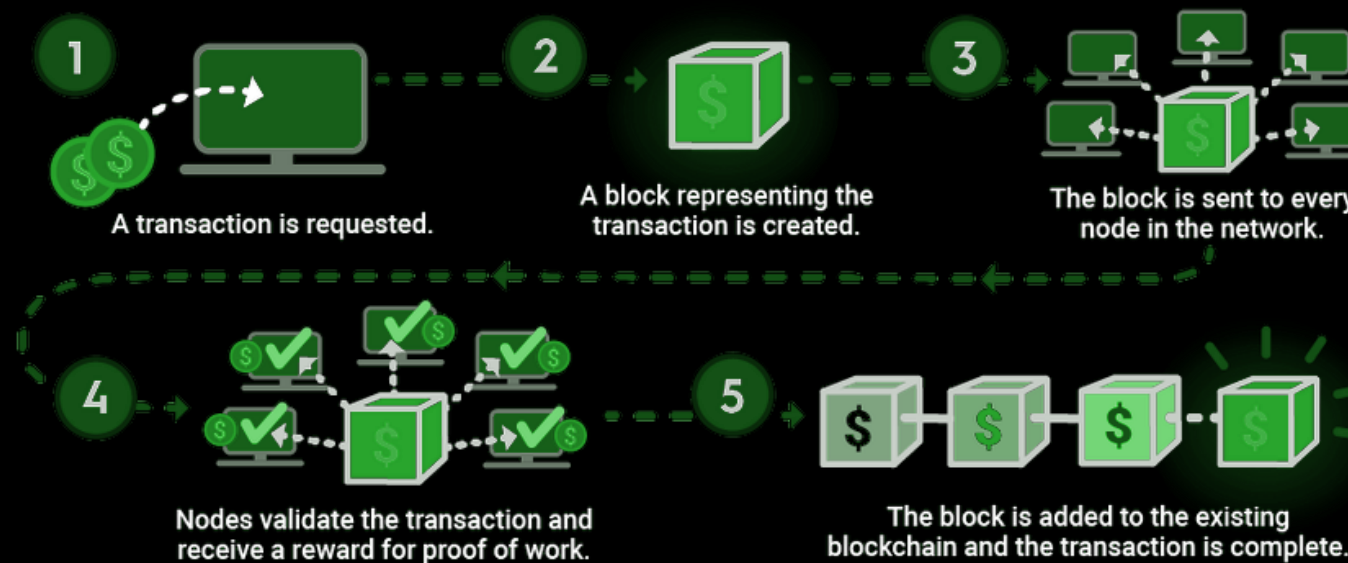 1
2
3
A transaction is requested.
A block representing the
transaction is created.
The block is sent to every
node in the network.
4
5
Nodes validate the transaction and
receive a reward for proof of work.
The block is added to the existing
blockchain and the transaction is complete.